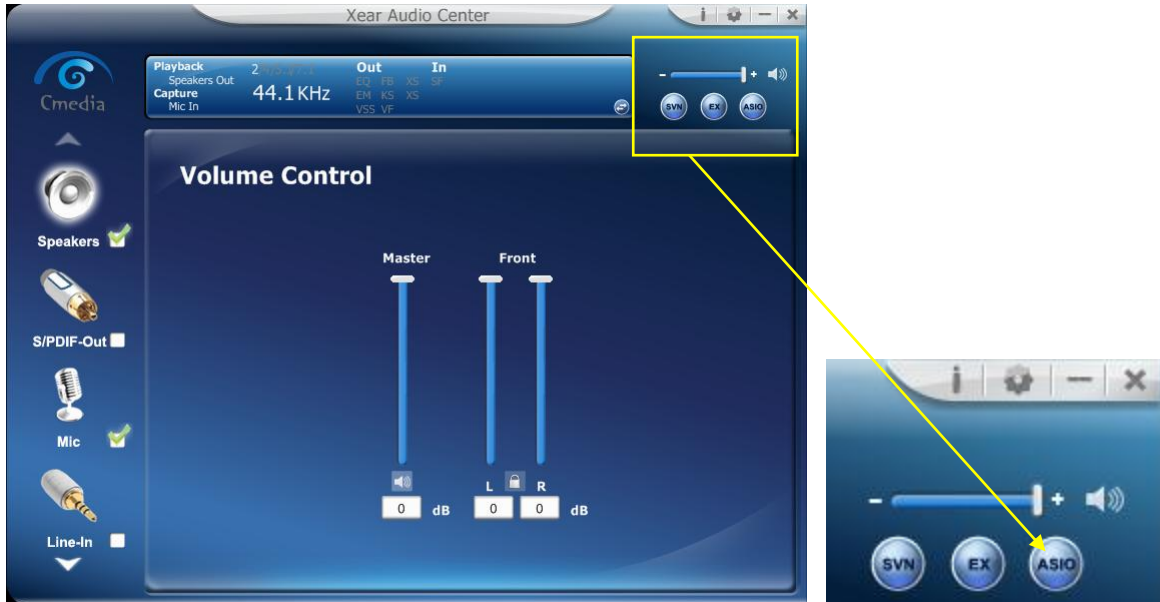 Xear Audio Center
Cmedia
Playback
Speakers Out
Capture
Mic In
2
44.1KHz
Out In
EQ FB XS SF
EM KS XS
VSS VF
- +
SVN EX ASIO
Volume Control
Speakers
S/PDIF-Out
Mic
Line-In
Master Front
L R
0 dB 0 0 dB
i
- +
SVN EX ASIO